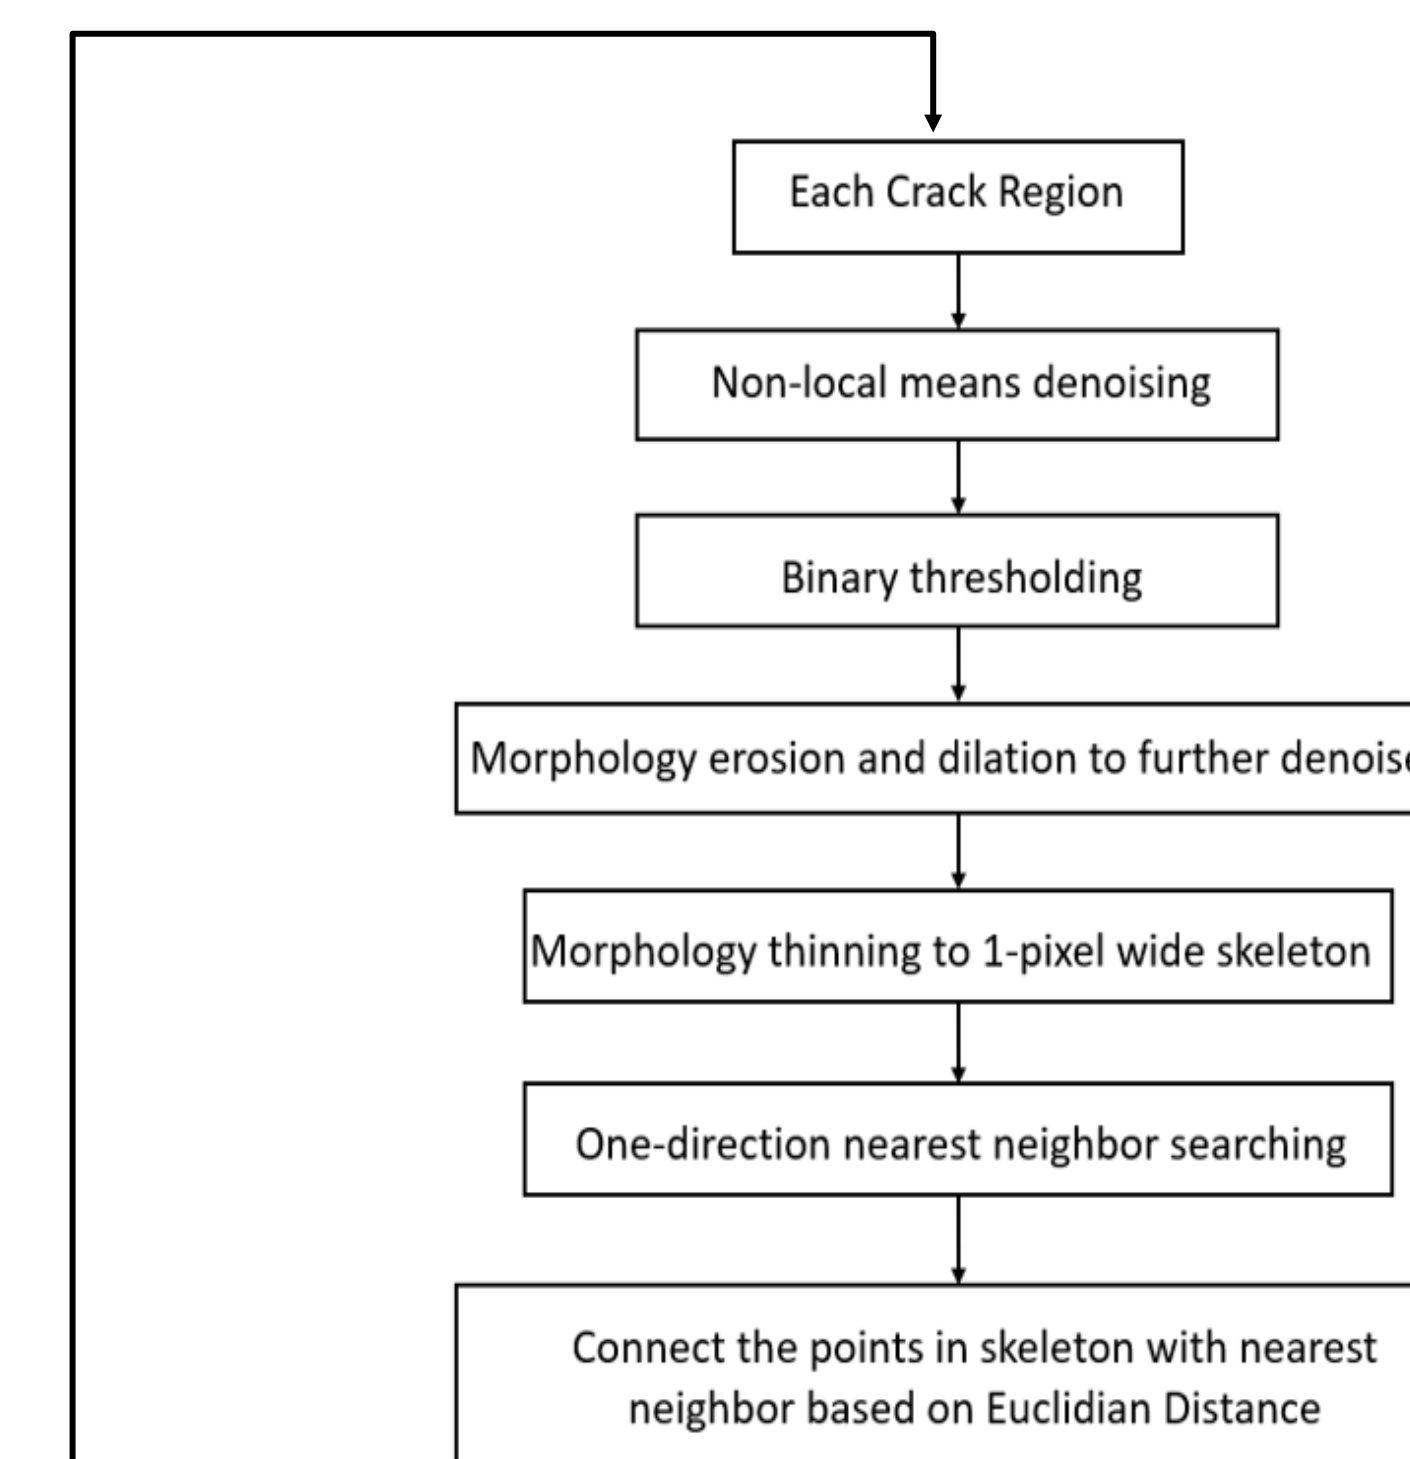 Each Crack Region
Non-local means denoising
Binary thresholding
Morphology erosion and dilation to further denoise
Morphology thinning to 1-pixel wide skeleton
One-direction nearest neighbor searching
Connect the points in skeleton with nearest
neighbor based on Euclidian Distance